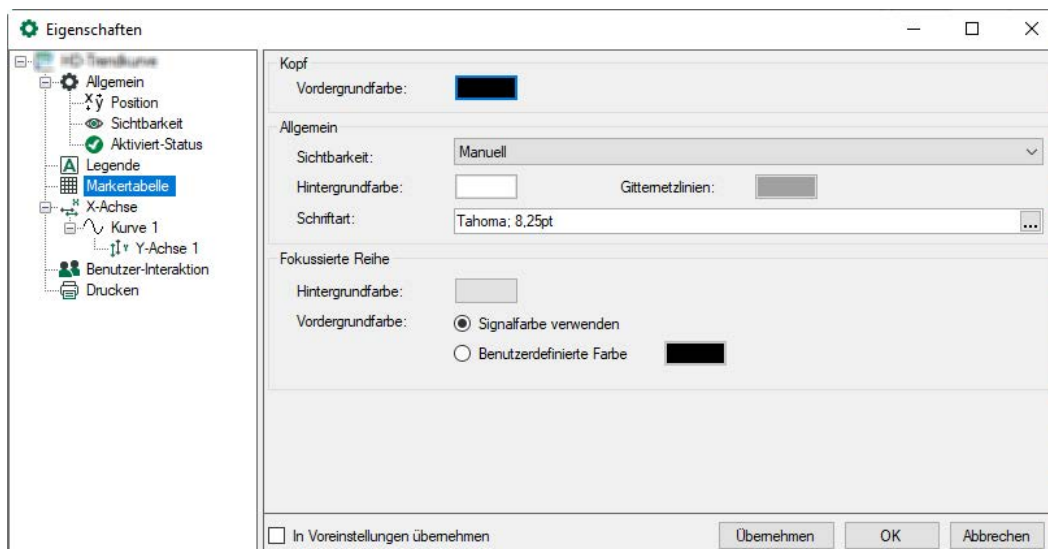 Eigenschaften
Allgemein
Position
Sichtbarkeit
Aktiviert-Status
Legende
Markertabelle
X-Achse
Kurve 1
Y-Achse 1
Benutzer-Interaktion
Drucken
Kopf
Vordergrundfarbe:
Allgemein
Sichtbarkeit: Manuell
Hintergrundfarbe: Gitternetzlinien:
Schriftart: Tahoma; 8,25pt ...
Fokussierte Reihe
Hintergrundfarbe:
Vordergrundfarbe: Signalfarbe verwenden
Benutzerdefinierte Farbe
In Voreinstellungen übernehmen Übernehmen OK Abbrechen